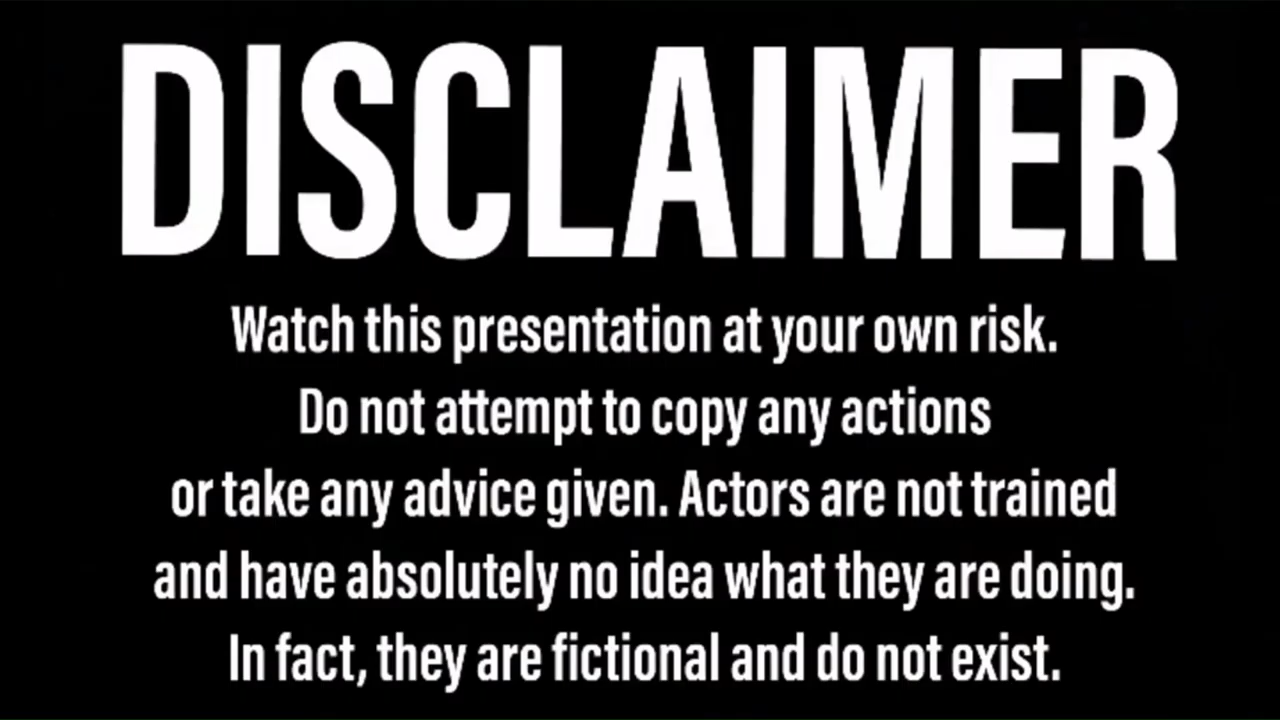 DISCLAIMER
Watch this presentation at your own risk.
Do not attempt to copy any actions
or take any advice given. Actors are not trained
and have absolutely no idea what they are doing.
In fact, they are fictional and do not exist.